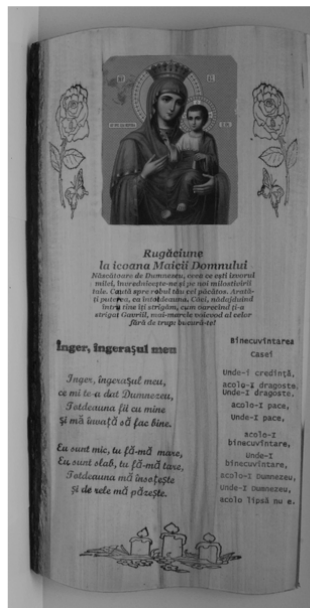 Rugăciune
la icoana Maicii Domnului
Născătoare de Dumnezeu, ceea ce ești izvorul
milei, învrednicește-ne și pe noi milostivirii
tale. Caută spre robul tău cel păcătos. Arată-
ți puterea, ca întotdeauna. Căci, nădăjduind
întru tine îți strigăm, cum oarecînd ți-a
strigat Gavriil, mai-marele voievod al celor
fără de trup: bucură-te!
Înger, îngerașul meu
Înger, îngerașul meu,
ce mi te-a dat Dumnezeu,
Totdeauna fii cu mine
și mă învață să fac bine.
Eu sunt mic, tu fă-mă mare,
Eu sunt slab, tu fă-mă tare,
Totdeauna mă însoțește
și de rele mă păzește.
Binecuvintarea
Casei
Unde-i credință,
acolo-I dragoste,
Unde-I dragoste,
acolo-I pace,
Unde-I pace,
acolo-I
binecuvintare,
Unde-I
binecuvintare,
acolo-I Dumnezeu,
Unde-I Dumnezeu,
acolo lipsă nu e.